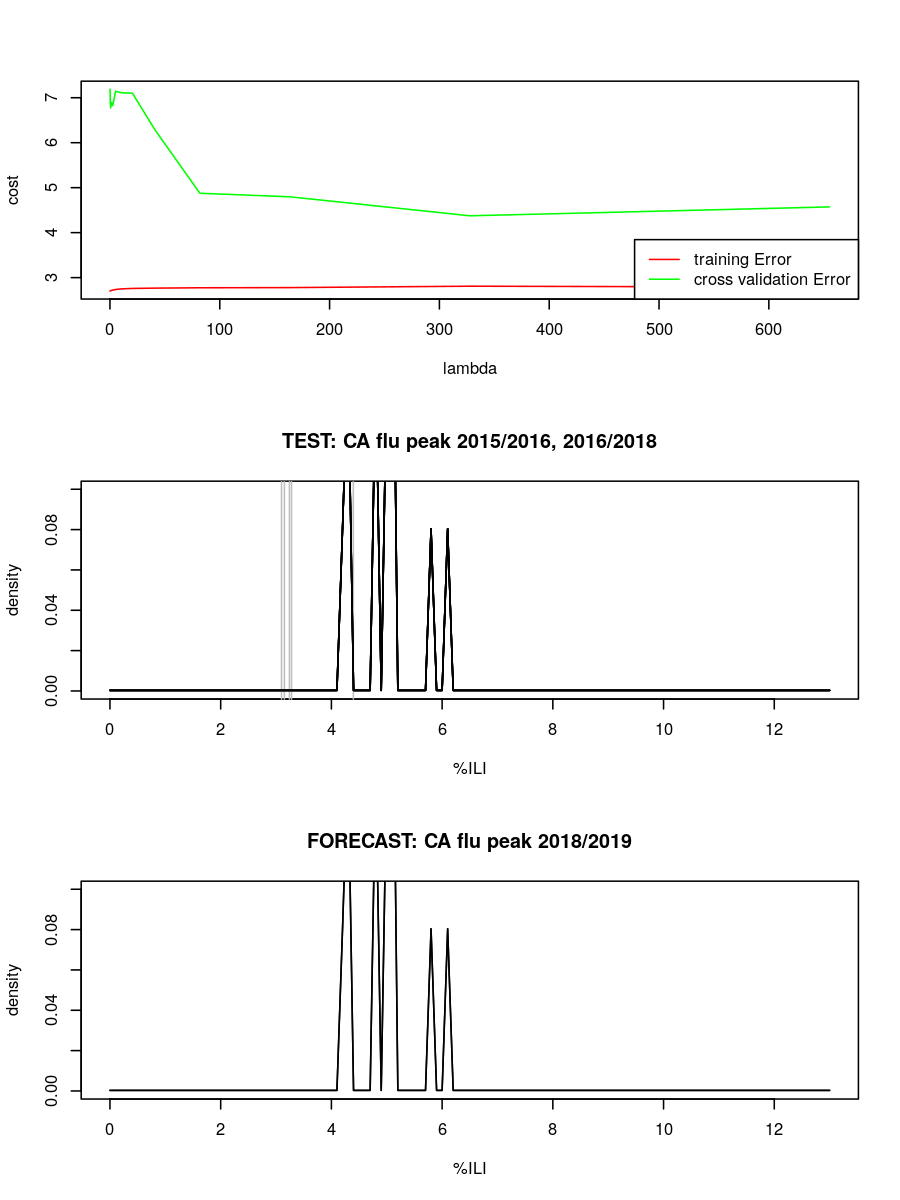 7
6
5
4
3
cost
training Error
cross validation Error
0 100 200 300 400 500 600
lambda
TEST: CA flu peak 2015/2016, 2016/2018
0.08
0.04
0.00
density
0 2 4 6 8 10 12
%ILI
FORECAST: CA flu peak 2018/2019
0.08
0.04
0.00
density
0 2 4 6 8 10 12
%ILI